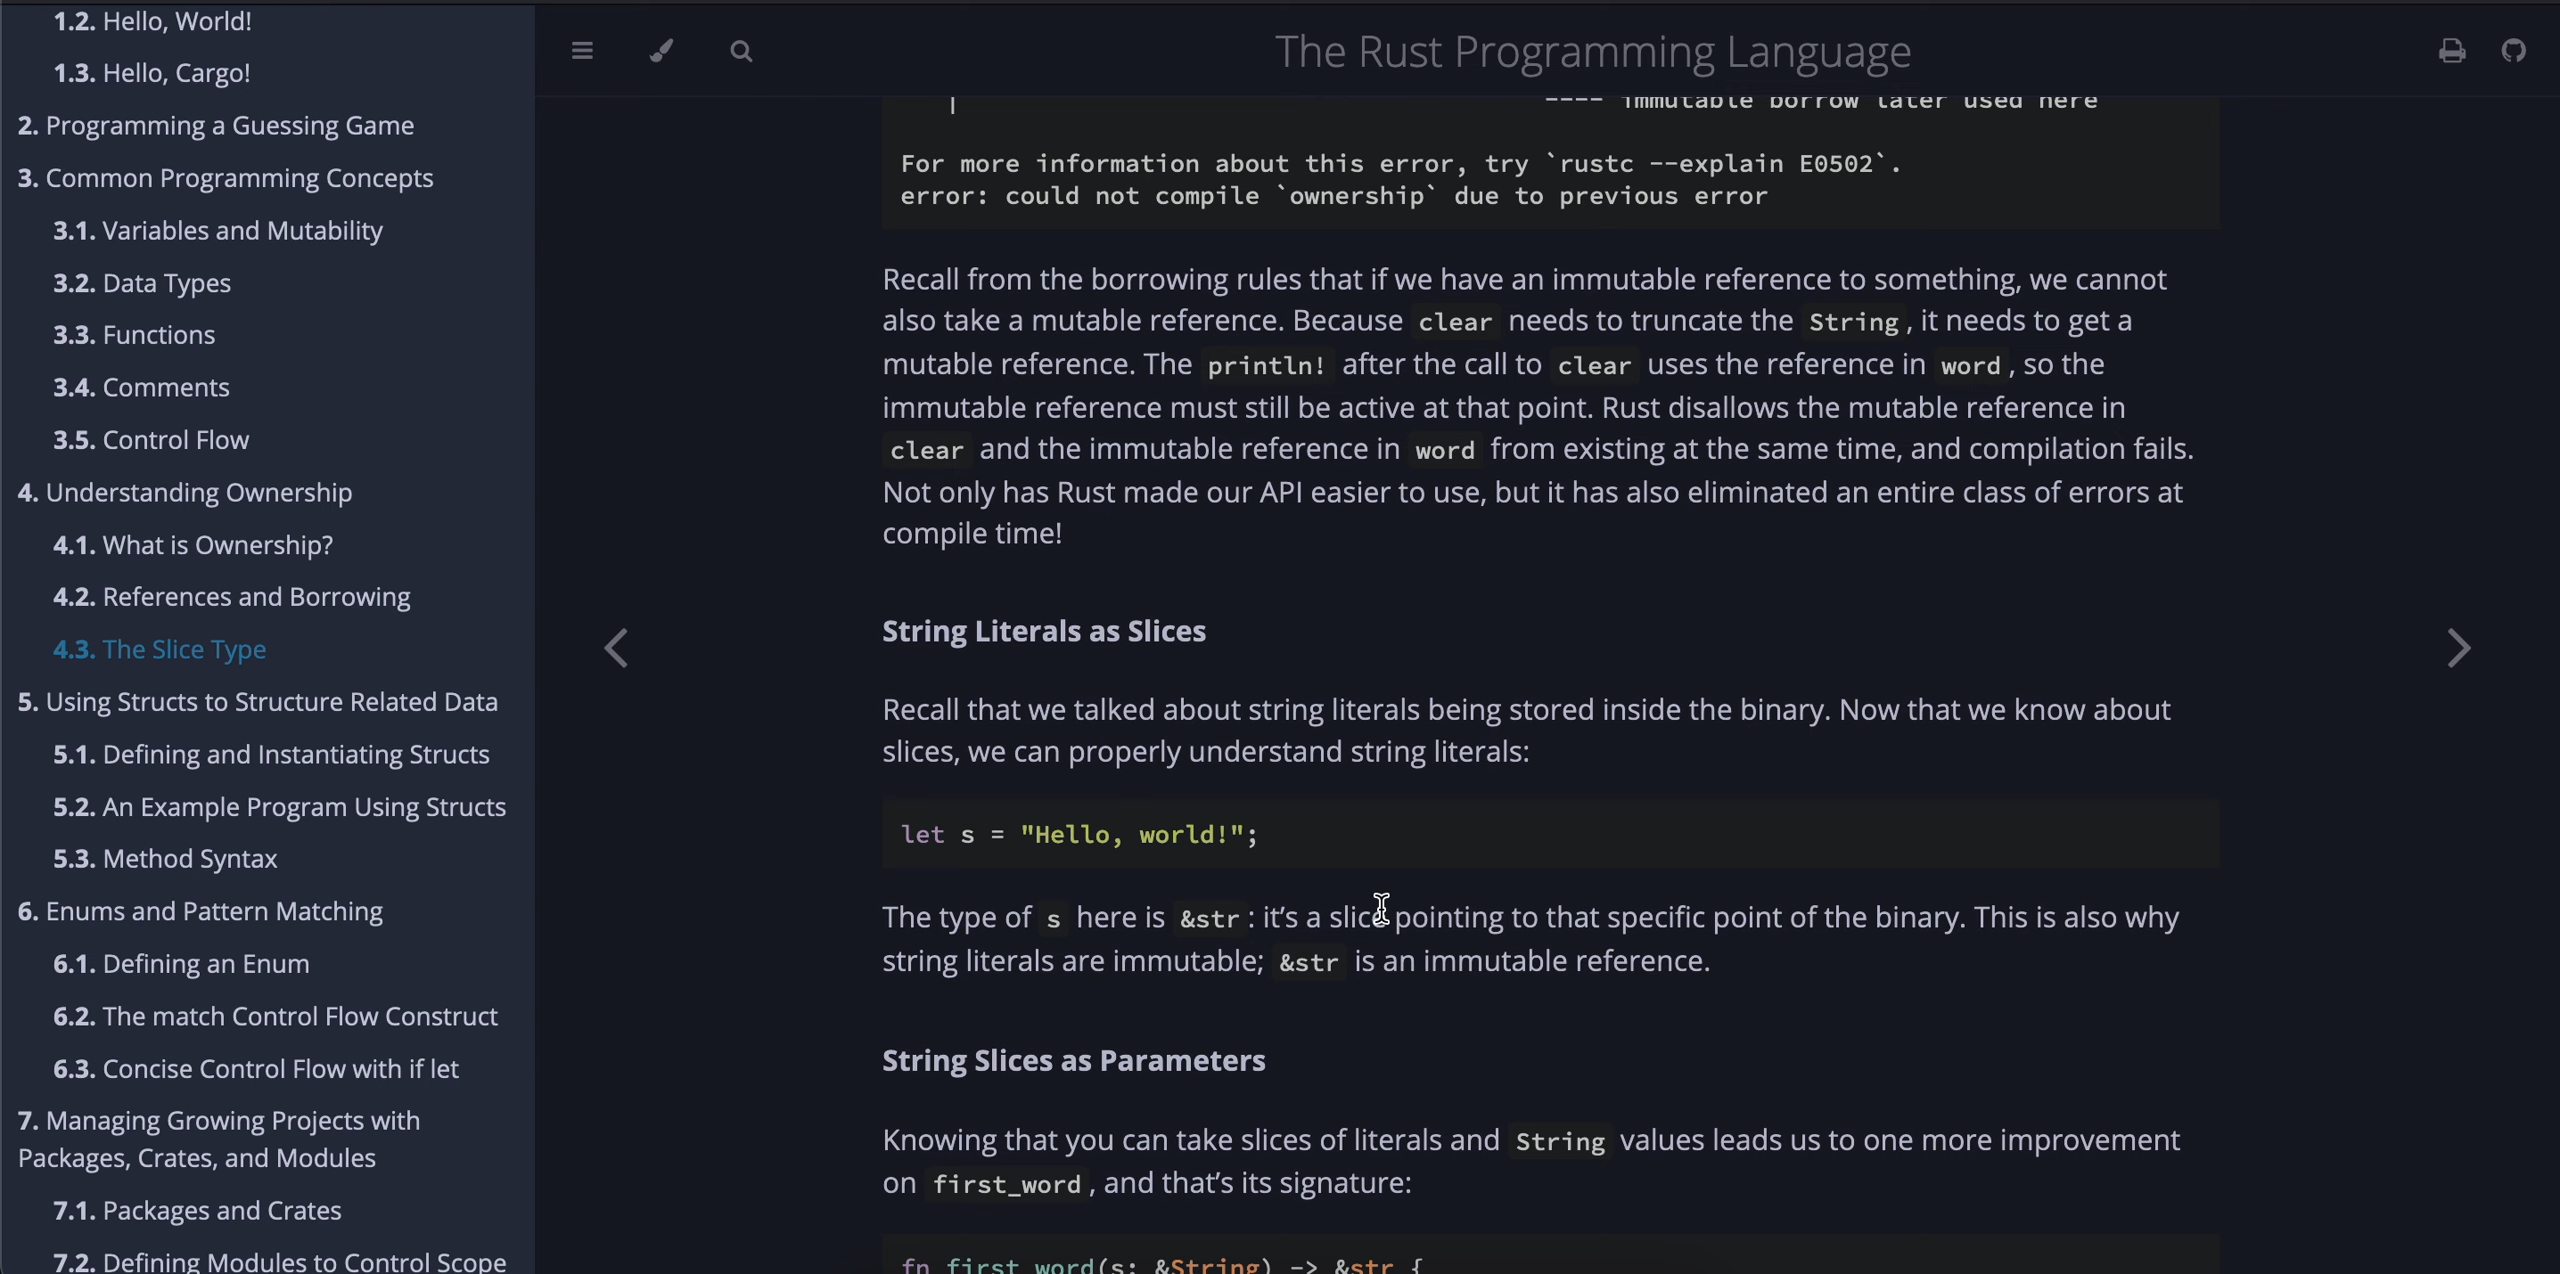 1.2. Hello, World!
1.3. Hello, Cargo!
2. Programming a Guessing Game
3. Common Programming Concepts
3.1. Variables and Mutability
3.2. Data Types
3.3. Functions
3.4. Comments
3.5. Control Flow
4. Understanding Ownership
4.1. What is Ownership?
4.2. References and Borrowing
4.3. The Slice Type
5. Using Structs to Structure Related Data
5.1. Defining and Instantiating Structs
5.2. An Example Program Using Structs
5.3. Method Syntax
6. Enums and Pattern Matching
6.1. Defining an Enum
6.2. The match Control Flow Construct
6.3. Concise Control Flow with if let
7. Managing Growing Projects with
Packages, Crates, and Modules
7.1. Packages and Crates
7.2. Defining Modules to Control Scope
The Rust Programming Language
| ---- immutable borrow later used here
For more information about this error, try `rustc --explain E0502`.
error: could not compile `ownership` due to previous error
Recall from the borrowing rules that if we have an immutable reference to something, we cannot
also take a mutable reference. Because clear needs to truncate the String, it needs to get a
mutable reference. The println! after the call to clear uses the reference in word, so the
immutable reference must still be active at that point. Rust disallows the mutable reference in
clear and the immutable reference in word from existing at the same time, and compilation fails.
Not only has Rust made our API easier to use, but it has also eliminated an entire class of errors at
compile time!
String Literals as Slices
Recall that we talked about string literals being stored inside the binary. Now that we know about
slices, we can properly understand string literals:
let s = "Hello, world!";
The type of s here is &str: it’s a slice pointing to that specific point of the binary. This is also why
string literals are immutable; &str is an immutable reference.
String Slices as Parameters
Knowing that you can take slices of literals and String values leads us to one more improvement
on first_word, and that’s its signature:
fn first_word(s: &String) -> &str {